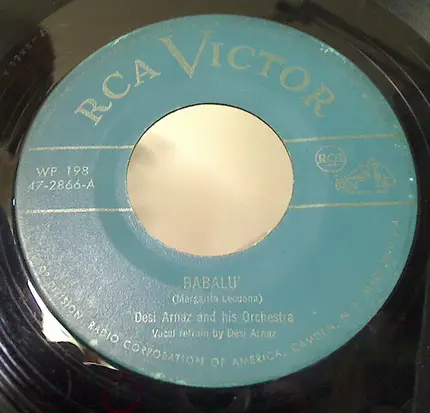 RCA VICTOR
WP 198
47-2866-A
RCA
BABALU'
(Margarita Lecuona)
Desi Arnaz and his Orchestra
Vocal refrain by Desi Arnaz
RADIO CORPORATION OF AMERICA, CAMDEN, N. J.